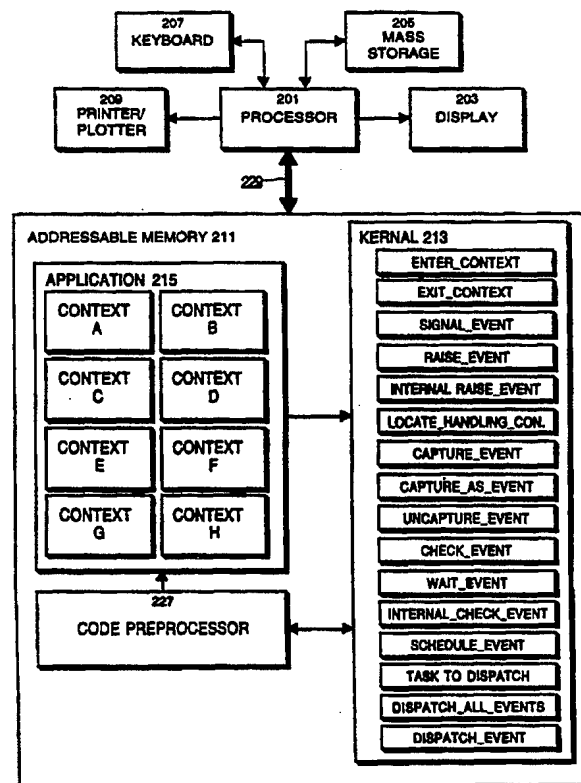 207
KEYBOARD
205
MASS
STORAGE
209
PRINTER/
PLOTTER
201
PROCESSOR
203
DISPLAY
229
ADDRESSABLE MEMORY 211
APPLICATION 215
CONTEXT
A
CONTEXT
B
CONTEXT
C
CONTEXT
D
CONTEXT
E
CONTEXT
F
CONTEXT
G
CONTEXT
H
227
CODE PREPROCESSOR
KERNAL 213
ENTER_CONTEXT
EXIT_CONTEXT
SIGNAL_EVENT
RAISE_EVENT
INTERNAL RAISE_EVENT
LOCATE_HANDLING_CON.
CAPTURE_EVENT
CAPTURE_AS_EVENT
UNCAPTURE_EVENT
CHECK_EVENT
WAIT_EVENT
INTERNAL_CHECK_EVENT
SCHEDULE_EVENT
TASK TO DISPATCH
DISPATCH_ALL_EVENTS
DISPATCH_EVENT